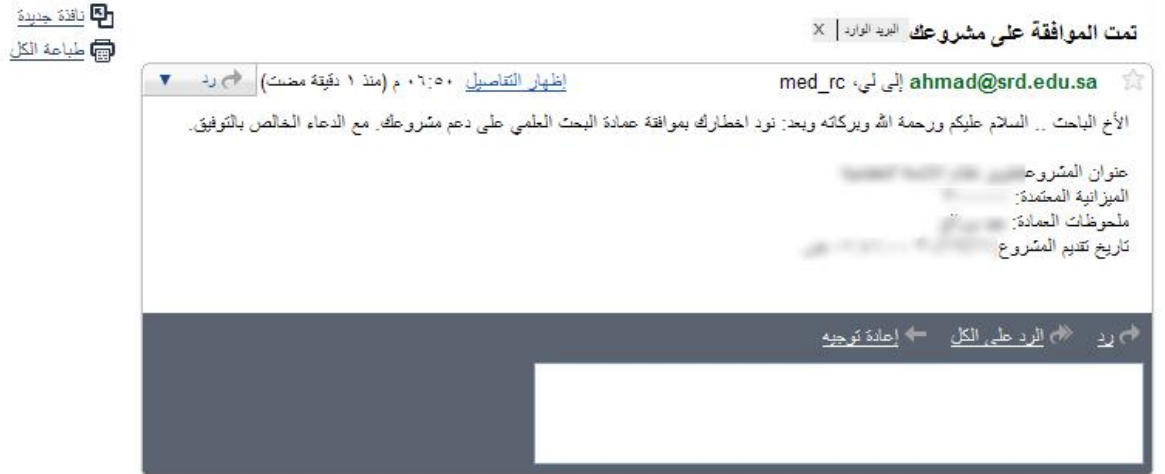 نافذة جديدة
طباعة الكل
تمت الموافقة على مشروعك البريد الوارد X
ahmad@srd.edu.sa إلى لي، med_rc إظهار التفاصيل ٠٦:٥٠ م (منذ ١ دقيقة مضت) رد
الأخ الباحث .. السلام عليكم ورحمة الله وبركاته وبعد: نود اخطارك بموافقة عمادة البحث العلمي على دعم مشروعك. مع الدعاء الخالص بالتوفيق.
عنوان المشروع
الميزانية المعتمدة:
ملحوظات العمادة:
تاريخ تقديم المشروع
رد الرد على الكل إعادة توجيه